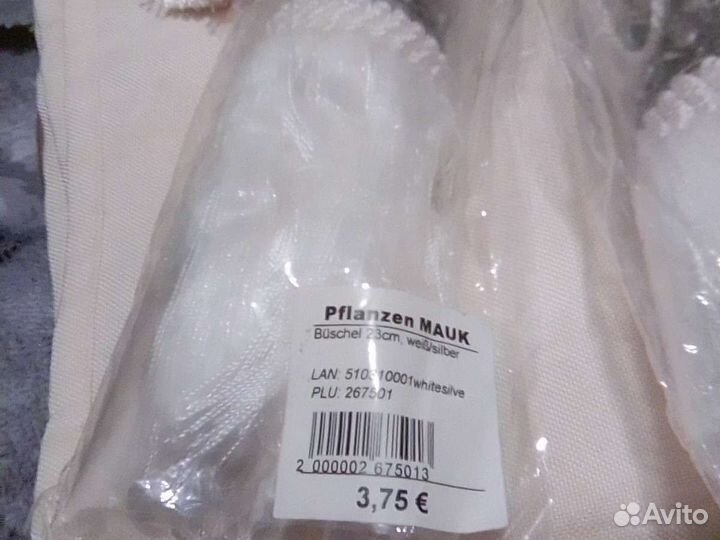 Pflanzen MAUK
Büschel 23cm, weiß/silber
LAN: 510310001whitesilve
PLU: 267501
2 000002 675013
3,75 €
Avito